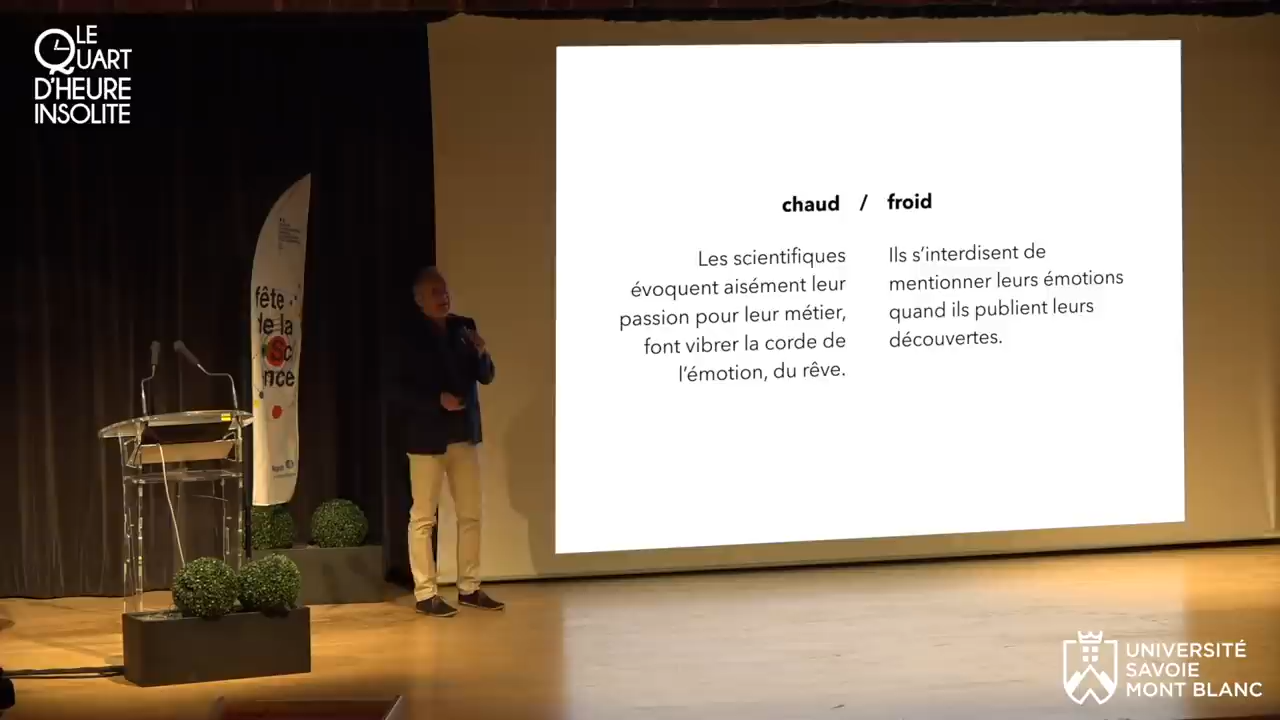 LE
QUART
D'HEURE
INSOLITE
chaud / froid
Les scientifiques
évoquent aisément leur
passion pour leur métier,
font vibrer la corde de
l'émotion, du rêve.
Ils s'interdisent de
mentionner leurs émotions
quand ils publient leurs
découvertes.
fête
de la
Sc
nce
UNIVERSITÉ
SAVOIE
MONT BLANC